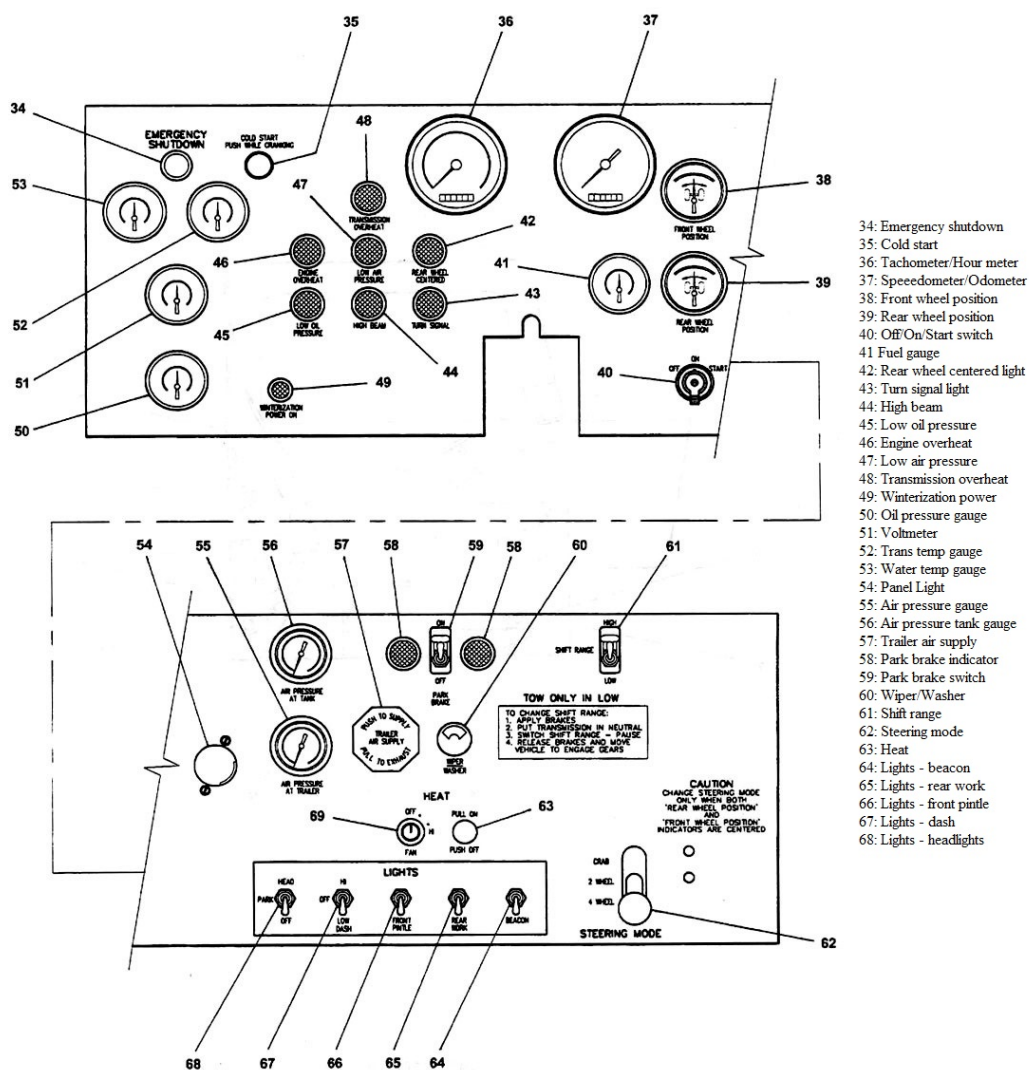 35
36
37
34
EMERGENCY
SHUTDOWN
COLD START
PUSH WHILE CRANKING
48
53
47
TRANSMISSION
OVERHEAT
42
38
FRONT WHEEL
POSITION
46
ENGINE
OVERHEAT
LOW AIR
PRESSURE
REAR WHEEL
CENTERED
41
52
45
LOW OIL
PRESSURE
HIGH BEAM
TURN SIGNAL
43
39
REAR WHEEL
POSITION
51
44
49
WINTERIZATION
POWER ON
50
40
OFF
ON
START
34: Emergency shutdown
35: Cold start
36: Tachometer/Hour meter
37: Speeedometer/Odometer
38: Front wheel position
39: Rear wheel position
40: Off/On/Start switch
41 Fuel gauge
42: Rear wheel centered light
43: Turn signal light
44: High beam
45: Low oil pressure
46: Engine overheat
47: Low air pressure
48: Transmission overheat
49: Winterization power
50: Oil pressure gauge
51: Voltmeter
52: Trans temp gauge
53: Water temp gauge
54: Panel Light
55: Air pressure gauge
56: Air pressure tank gauge
57: Trailer air supply
58: Park brake indicator
59: Park brake switch
60: Wiper/Washer
61: Shift range
62: Steering mode
63: Heat
64: Lights - beacon
65: Lights - rear work
66: Lights - front pintle
67: Lights - dash
68: Lights - headlights
54
55
56
57
58
59
58
60
61
ON
OFF
PARK
BRAKE
HIGH
SHIFT RANGE
LOW
AIR PRESSURE
AT TANK
PUSH TO SUPPLY
TRAILER
AIR SUPPLY
PULL TO EXHAUST
WIPER
WASHER
AIR PRESSURE
AT TRAILER
TOW ONLY IN LOW
TO CHANGE SHIFT RANGE:
1. APPLY BRAKES
2. PUT TRANSMISSION IN NEUTRAL
3. SWITCH SHIFT RANGE - PAUSE
4. RELEASE BRAKES AND MOVE
VEHICLE TO ENGAGE GEARS
CAUTION
CHANGE STEERING MODE
ONLY WHEN BOTH
"REAR WHEEL POSITION"
AND
"FRONT WHEEL POSITION"
INDICATORS ARE CENTERED
HEAT
69
OFF
HI
FAN
PULL ON
PUSH OFF
63
LIGHTS
HEAD
PARK
OFF
HI
OFF
LOW
DASH
FRONT
PINTLE
REAR
WORK
BEACON
CRAB
2 WHEEL
4 WHEEL
STEERING MODE
62
68
67
66
65
64